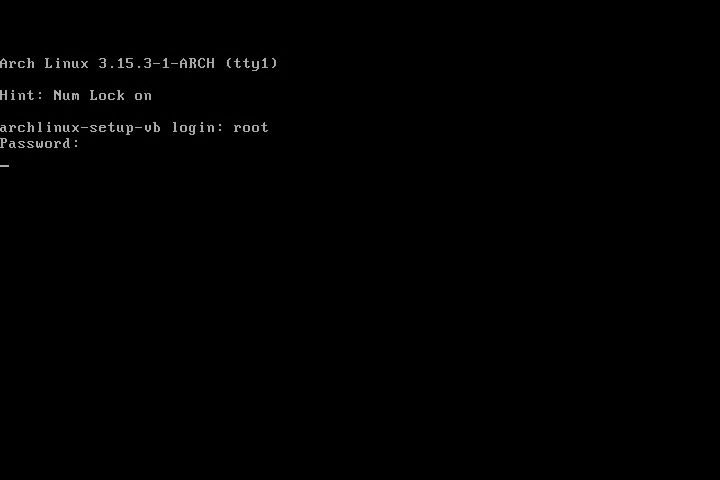 Arch Linux 3.15.3-1-ARCH (tty1)
Hint: Num Lock on
archlinux-setup-vb login: root
Password: